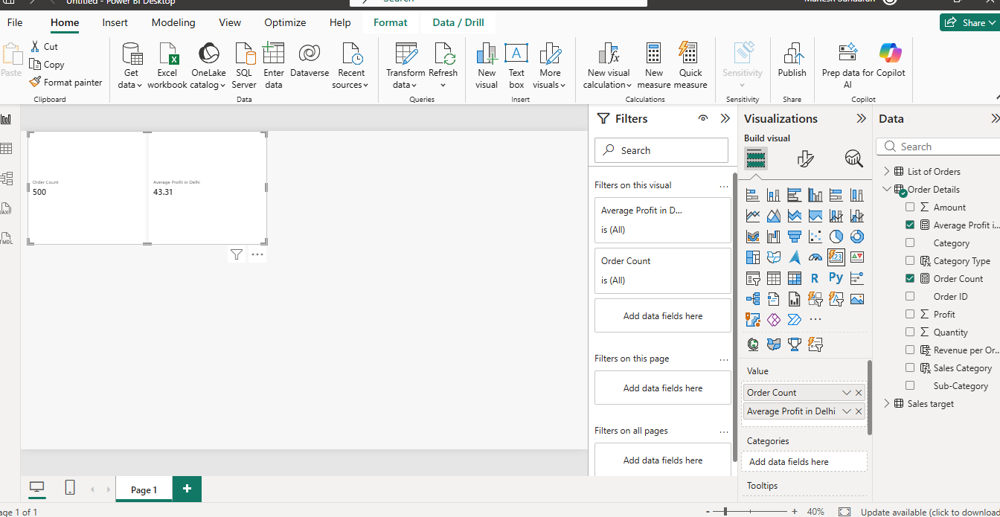 Untitled - Power BI Desktop
Search
File Home Insert Modeling View Optimize Help Format Data / Drill Share
Paste
Cut
Copy
Format painter
Clipboard
Get data
Excel workbook
OneLake catalog
SQL Server
Enter data
Dataverse
Recent sources
Data
Transform data
Refresh
Queries
New visual
Text box
More visuals
Insert
New visual calculation
New measure
Quick measure
Calculations
Sensitivity
Sensitivity
Publish
Share
Prep data for AI
Copilot
Copilot
Order Count
500
Average Profit in Delhi
43.31
Filters
Search
Filters on this visual
Average Profit in D...
is (All)
Order Count
is (All)
Add data fields here
Filters on this page
Add data fields here
Filters on all pages
Add data fields here
Visualizations
Build visual
123
R
Py
Value
Order Count
Average Profit in Delhi
Categories
Add data fields here
Tooltips
Data
Search
List of Orders
Order Details
Amount
Average Profit i...
Category
Category Type
Order Count
Order ID
Profit
Quantity
Revenue per Or...
Sales Category
Sub-Category
Sales target
Page 1
age 1 of 1
- + 40%
Update available (click to download